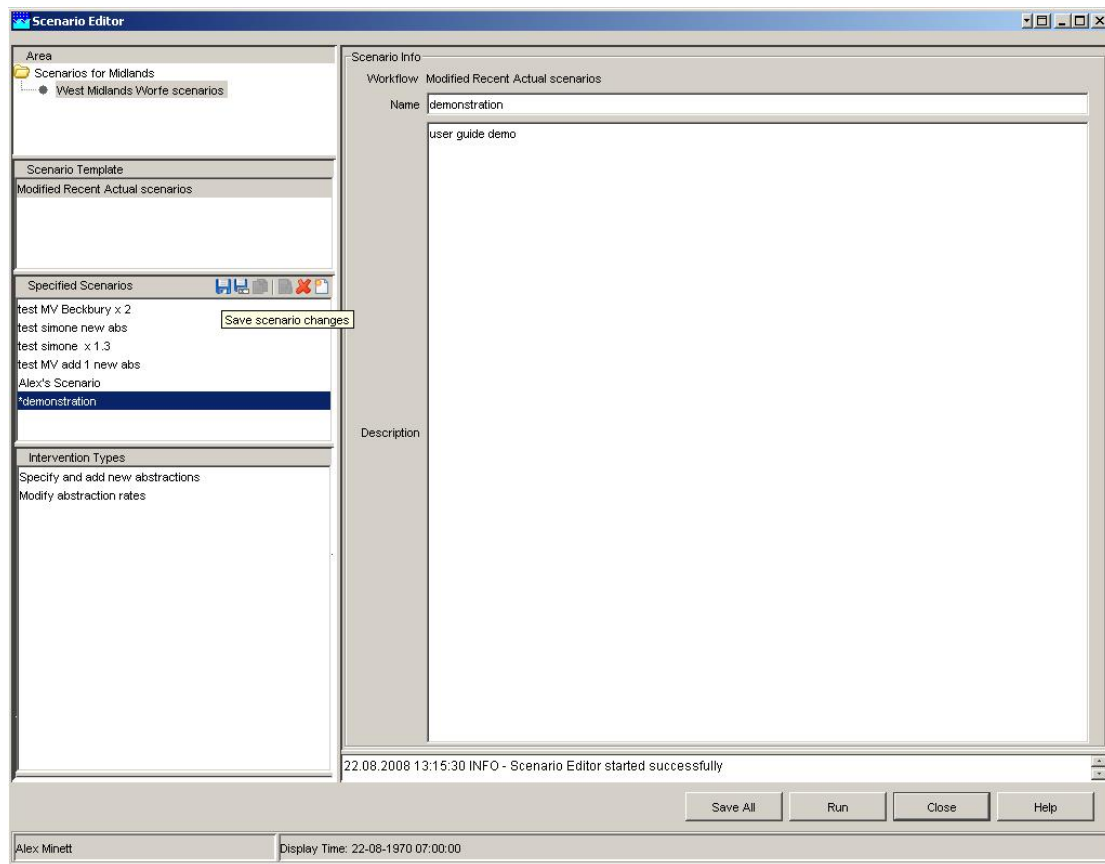 Scenario Editor
Area
Scenarios for Midlands
West Midlands Worfe scenarios
Scenario Template
Modified Recent Actual scenarios
Specified Scenarios
Save scenario changes
test MV Beckbury x 2
test simone new abs
test simone x 1.3
test MV add 1 new abs
Alex's Scenario
*demonstration
Intervention Types
Specify and add new abstractions
Modify abstraction rates
Scenario Info
Workflow Modified Recent Actual scenarios
Name demonstration
user guide demo
Description
22.08.2008 13:15:30 INFO - Scenario Editor started successfully
Save All Run Close Help
Alex Minett Display Time: 22-08-1970 07:00:00